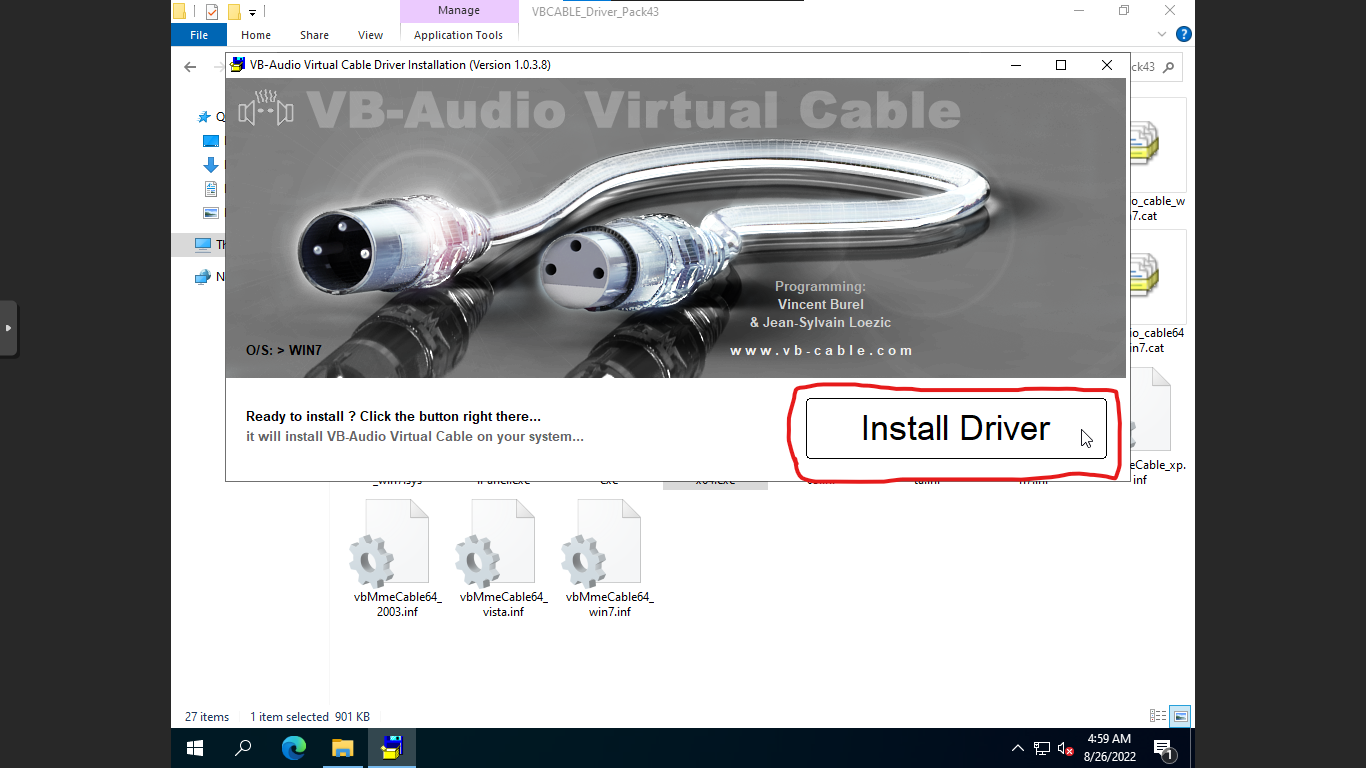 Manage
VBCABLE_Driver_Pack43
File
Home
Share
View
Application Tools
VB-Audio Virtual Cable Driver Installation (Version 1.0.3.8)
ck43
VB-Audio Virtual Cable
Programming:
Vincent Burel
& Jean-Sylvain Loezic
www.vb-cable.com
O/S: > WIN7
Q
Th
N
io_cable_w
n7.cat
io_cable64
in7.cat
Ready to install ? Click the button right there...
it will install VB-Audio Virtual Cable on your system...
Install Driver
eCable_xp.
inf
vbMmeCable64_
2003.inf
vbMmeCable64_
vista.inf
vbMmeCable64_
win7.inf
27 items
1 item selected 901 KB
4:59 AM
8/26/2022
1